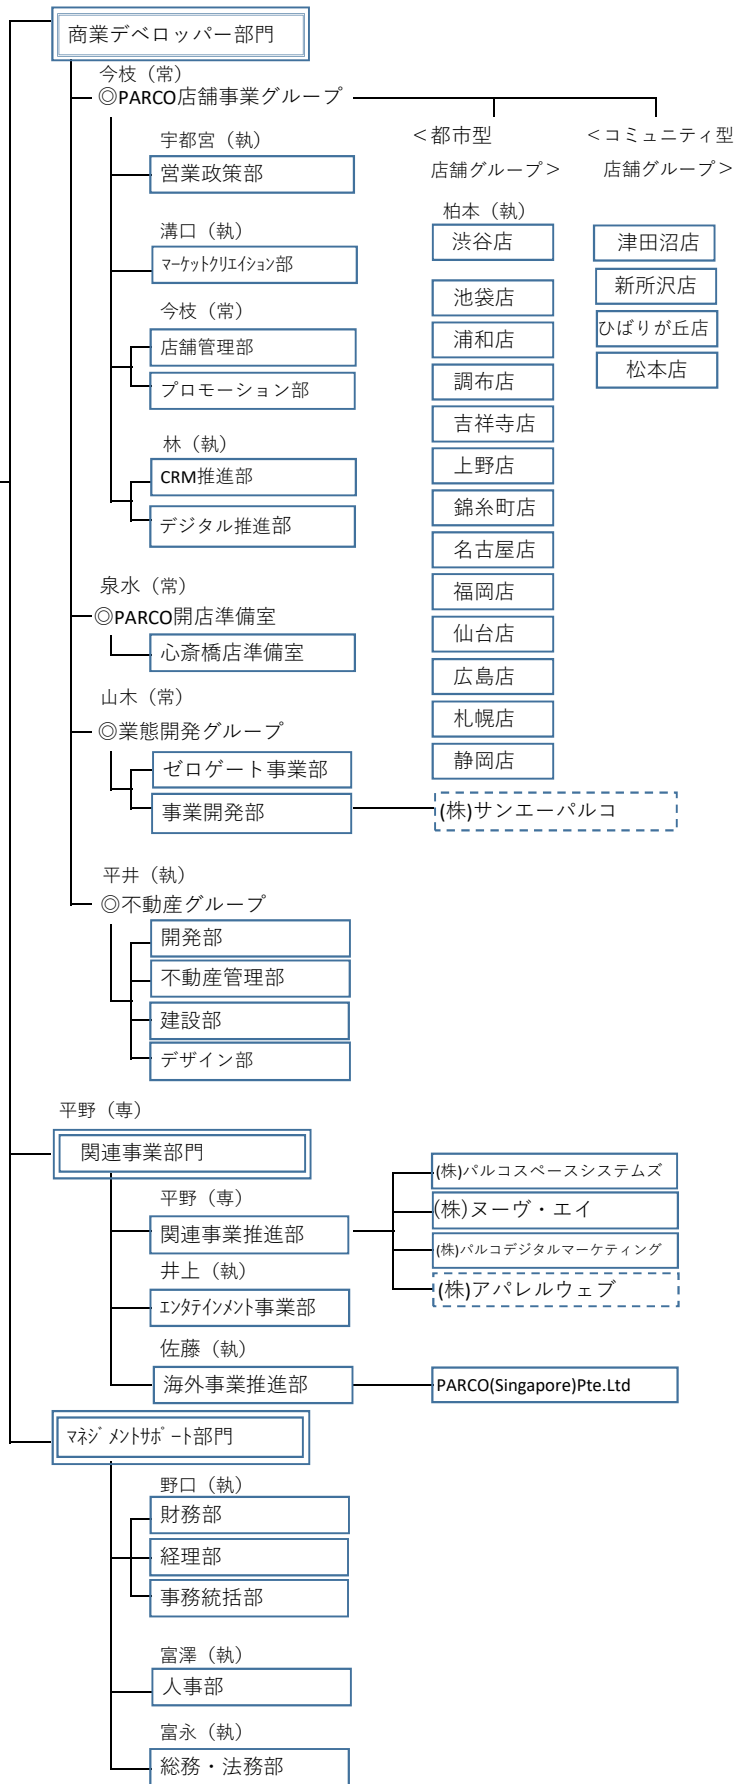 商業デベロッパー部門
今枝（常）
◎PARCO店舗事業グループ
＜都市型
店舗グループ＞
＜コミュニティ型
店舗グループ＞
宇都宮（執）
営業政策部
溝口（執）
ﾏｰｹｯﾄｸﾘｴｲｼｮﾝ部
今枝（常）
店舗管理部
プロモーション部
林（執）
CRM推進部
デジタル推進部
柏本（執）
渋谷店
池袋店
浦和店
調布店
吉祥寺店
上野店
錦糸町店
名古屋店
福岡店
仙台店
広島店
札幌店
静岡店
津田沼店
新所沢店
ひばりが丘店
松本店
泉水（常）
◎PARCO開店準備室
心斎橋店準備室
山木（常）
◎業態開発グループ
ゼロゲート事業部
事業開発部
(株)サンエーパルコ
平井（執）
◎不動産グループ
開発部
不動産管理部
建設部
デザイン部
平野（専）
関連事業部門
平野（専）
関連事業推進部
(株)パルコスペースシステムズ
(株)ヌーヴ・エイ
(株)パルコデジタルマーケティング
(株)アパレルウェブ
井上（執）
ｴﾝﾀﾃｲﾝﾒﾝﾄ事業部
佐藤（執）
海外事業推進部
PARCO(Singapore)Pte.Ltd
ﾏﾈｼﾞﾒﾝﾄｻﾎﾟｰﾄ部門
野口（執）
財務部
経理部
事務統括部
富澤（執）
人事部
富永（執）
総務・法務部